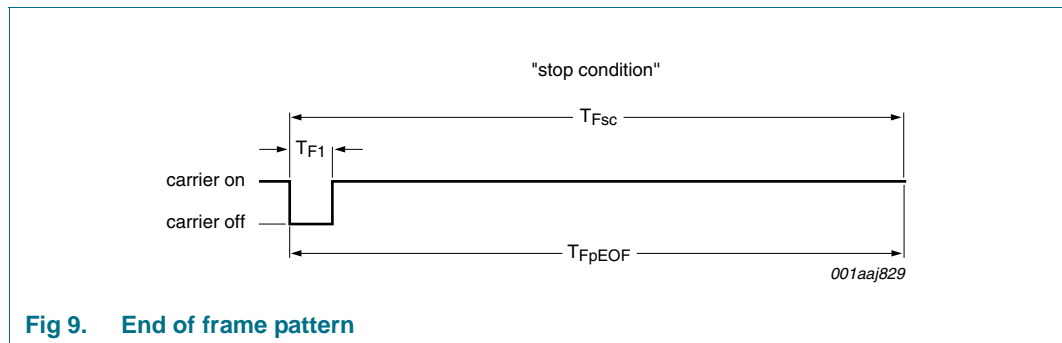 "stop condition"
TFsc
TF1
carrier on
carrier off
TFpEOF
001aaj829
Fig 9. End of frame pattern